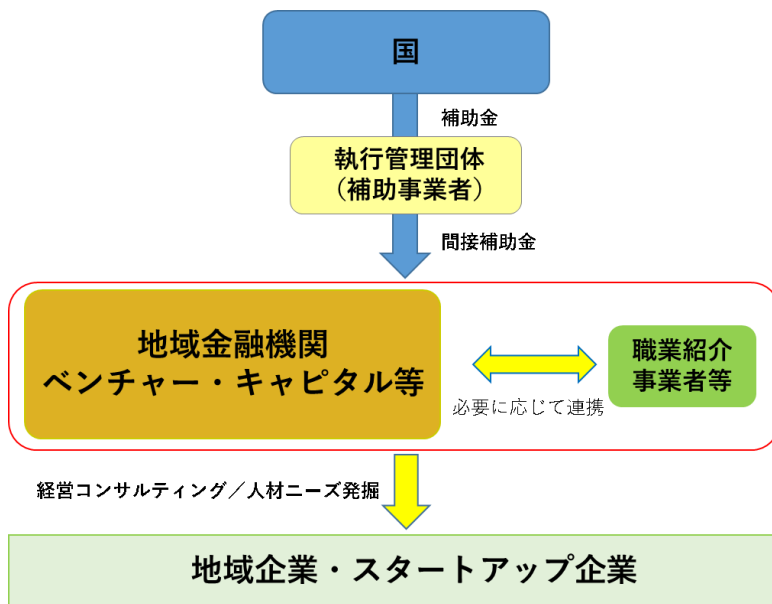 国
補助金
執行管理団体
（補助事業者）
間接補助金
地域金融機関
ベンチャー・キャピタル等
職業紹介
事業者等
必要に応じて連携
経営コンサルティング／人材ニーズ発掘
地域企業・スタートアップ企業